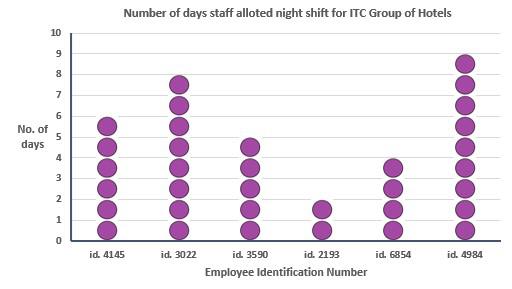 Number of days staff alloted night shift for ITC Group of Hotels
10
9
8
7
6
5
4
3
2
1
0
No. of
days
id. 4145 id. 3022 id. 3590 id. 2193 id. 6854 id. 4984
Employee Identification Number